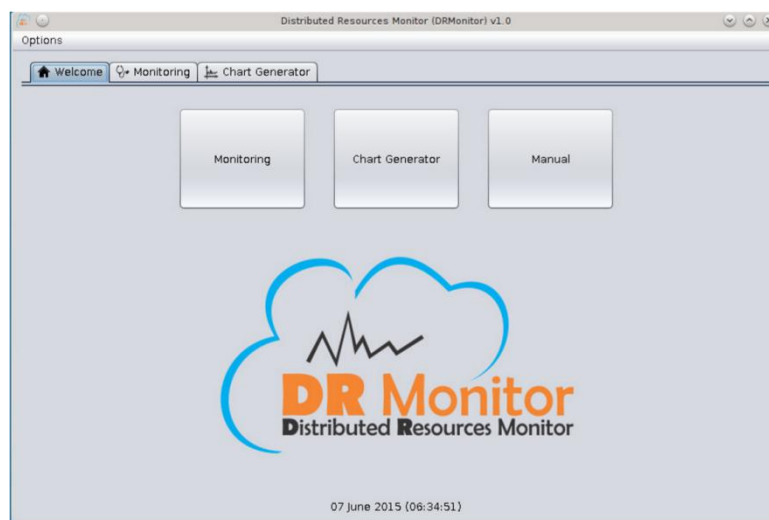 Distributed Resources Monitor (DRMonitor) v1.0
Options
Welcome Monitoring Chart Generator
Monitoring Chart Generator Manual
DR Monitor
Distributed Resources Monitor
07 June 2015 (06:34:51)